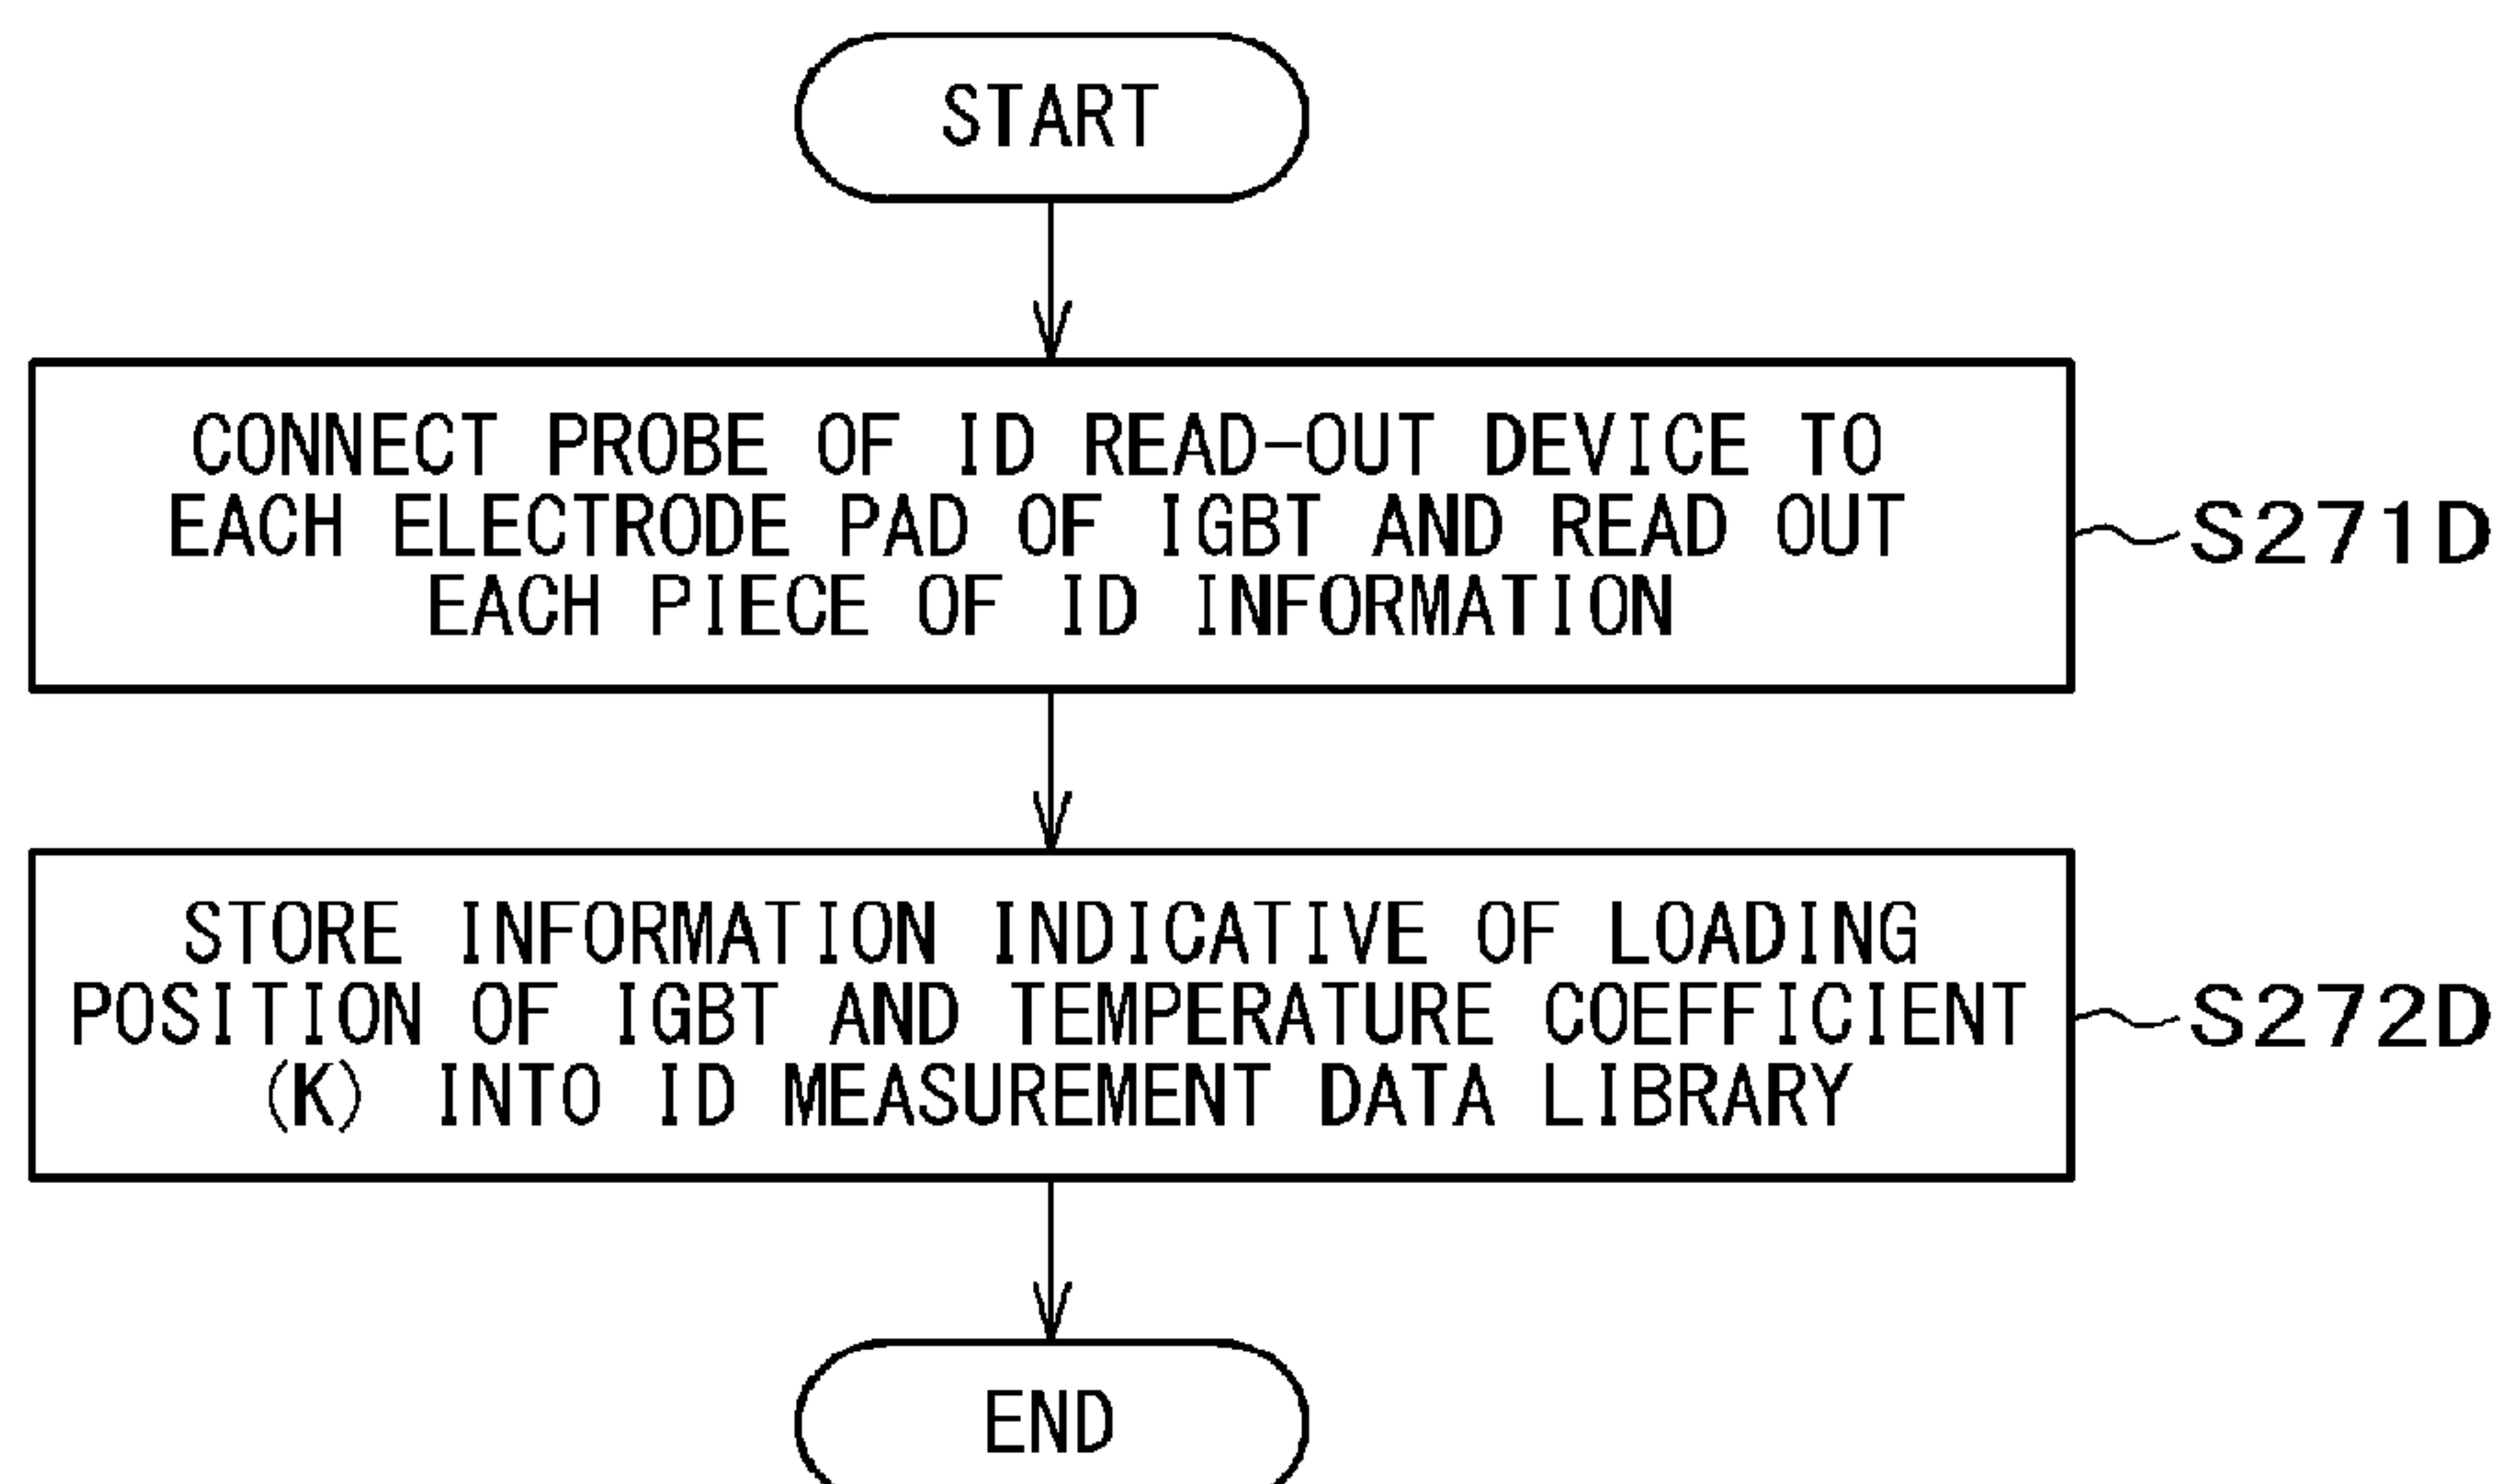 START
CONNECT PROBE OF ID READ-OUT DEVICE TO
EACH ELECTRODE PAD OF IGBT AND READ OUT
EACH PIECE OF ID INFORMATION
S271D
STORE INFORMATION INDICATIVE OF LOADING
POSITION OF IGBT AND TEMPERATURE COEFFICIENT
(K) INTO ID MEASUREMENT DATA LIBRARY
S272D
END